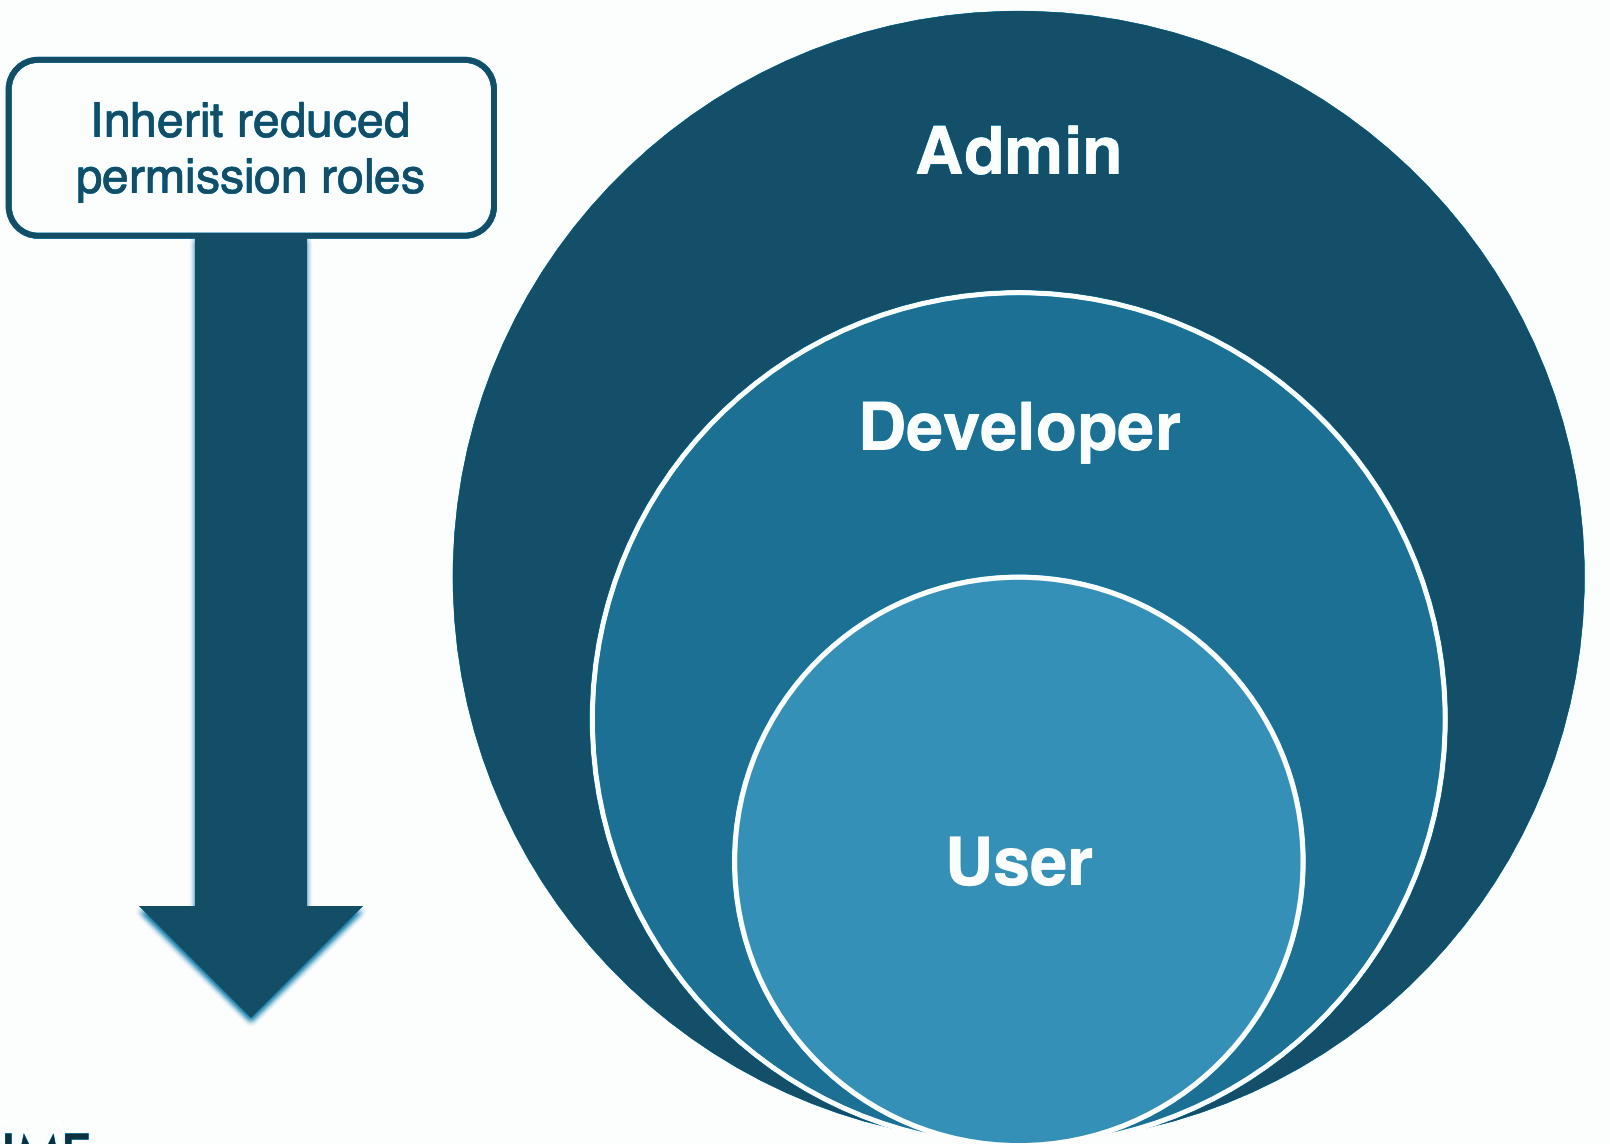 Inherit reduced
permission roles
Admin
Developer
User